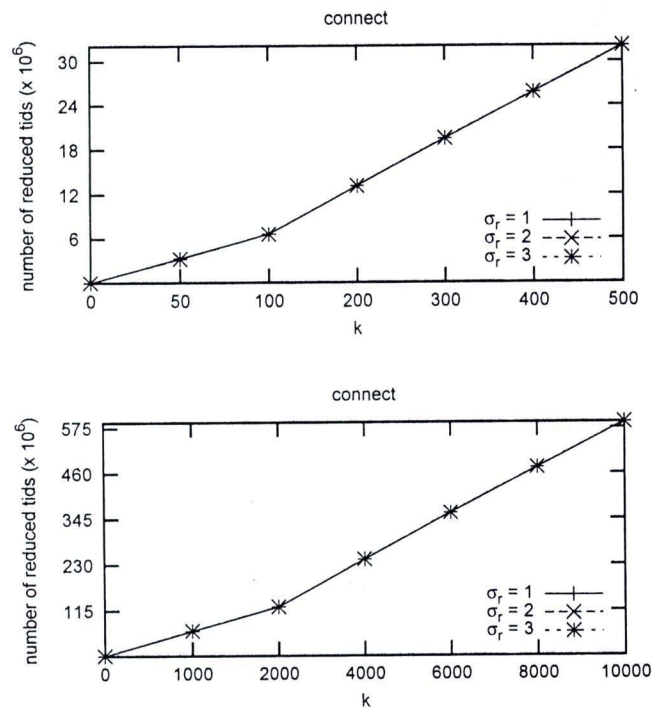 connect
number of reduced tids (x 10⁶)
30
24
18
12
6
σr = 1
σr = 2
σr = 3
0 50 100 200 300 400 500
k
connect
number of reduced tids (x 10⁶)
575
460
345
230
115
σr = 1
σr = 2
σr = 3
0 1000 2000 4000 6000 8000 10000
k